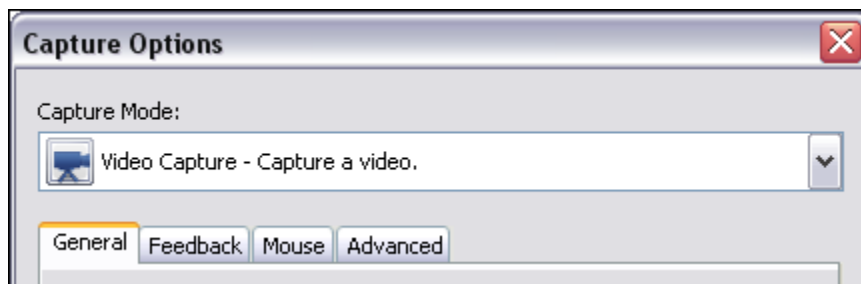 Capture Options
Capture Mode:
Video Capture - Capture a video.
General Feedback Mouse Advanced